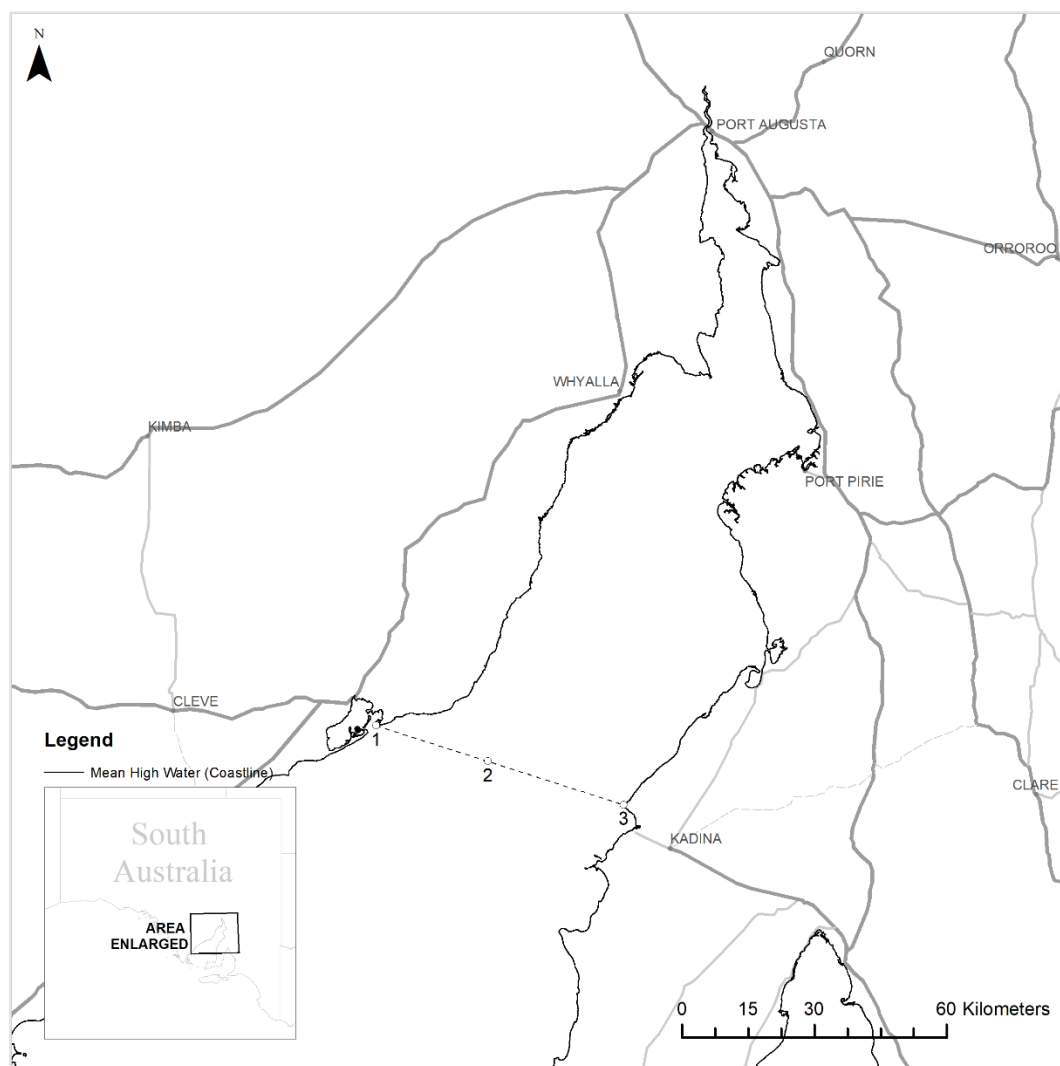 N
QUORN
PORT AUGUSTA
ORROROO
WHYALLA
KIMBA
PORT PIRIE
CLEVE
1
2
3
Legend
Mean High Water (Coastline)
CLARE
KADINA
South
Australia
AREA
ENLARGED
0 15 30 60 Kilometers